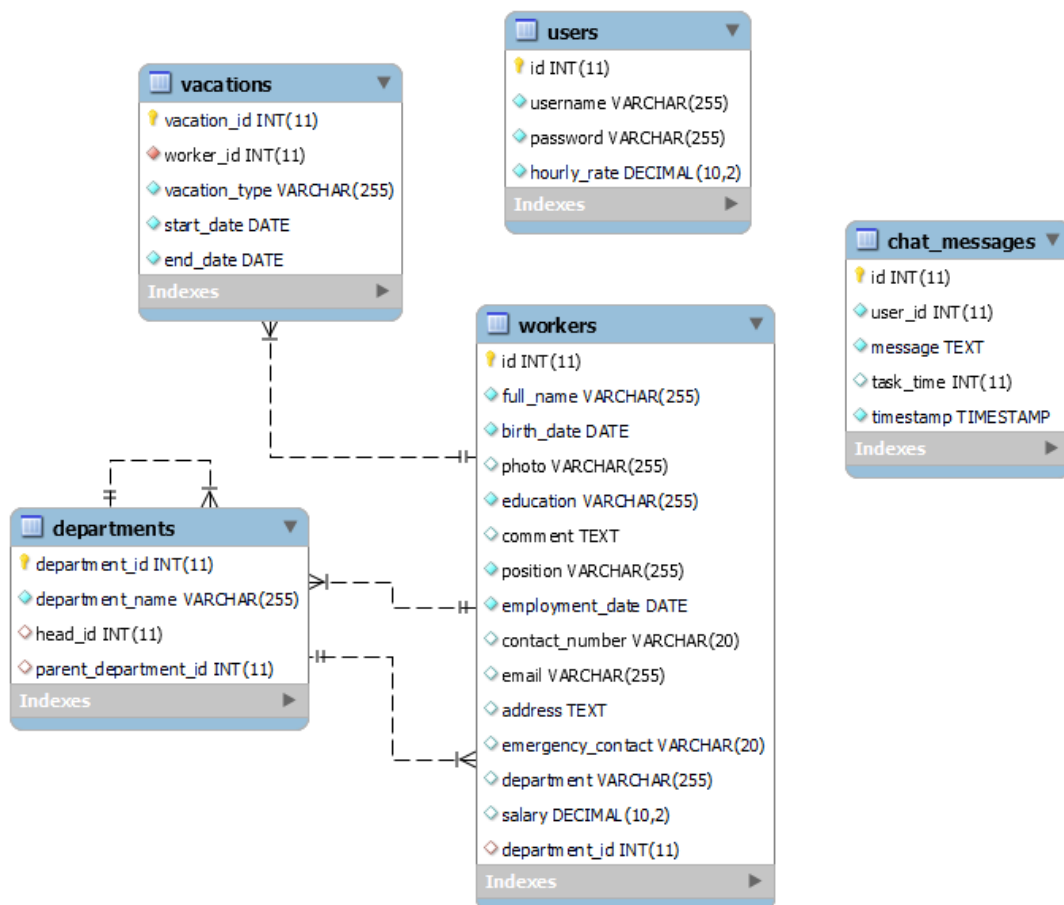 users
id INT(11)
username VARCHAR(255)
password VARCHAR(255)
hourly_rate DECIMAL(10,2)
Indexes
vacations
vacation_id INT(11)
worker_id INT(11)
vacation_type VARCHAR(255)
start_date DATE
end_date DATE
Indexes
chat_messages
id INT(11)
user_id INT(11)
message TEXT
task_time INT(11)
timestamp TIMESTAMP
Indexes
workers
id INT(11)
full_name VARCHAR(255)
birth_date DATE
photo VARCHAR(255)
education VARCHAR(255)
comment TEXT
position VARCHAR(255)
employment_date DATE
contact_number VARCHAR(20)
email VARCHAR(255)
address TEXT
emergency_contact VARCHAR(20)
department VARCHAR(255)
salary DECIMAL(10,2)
department_id INT(11)
Indexes
departments
department_id INT(11)
department_name VARCHAR(255)
head_id INT(11)
parent_department_id INT(11)
Indexes